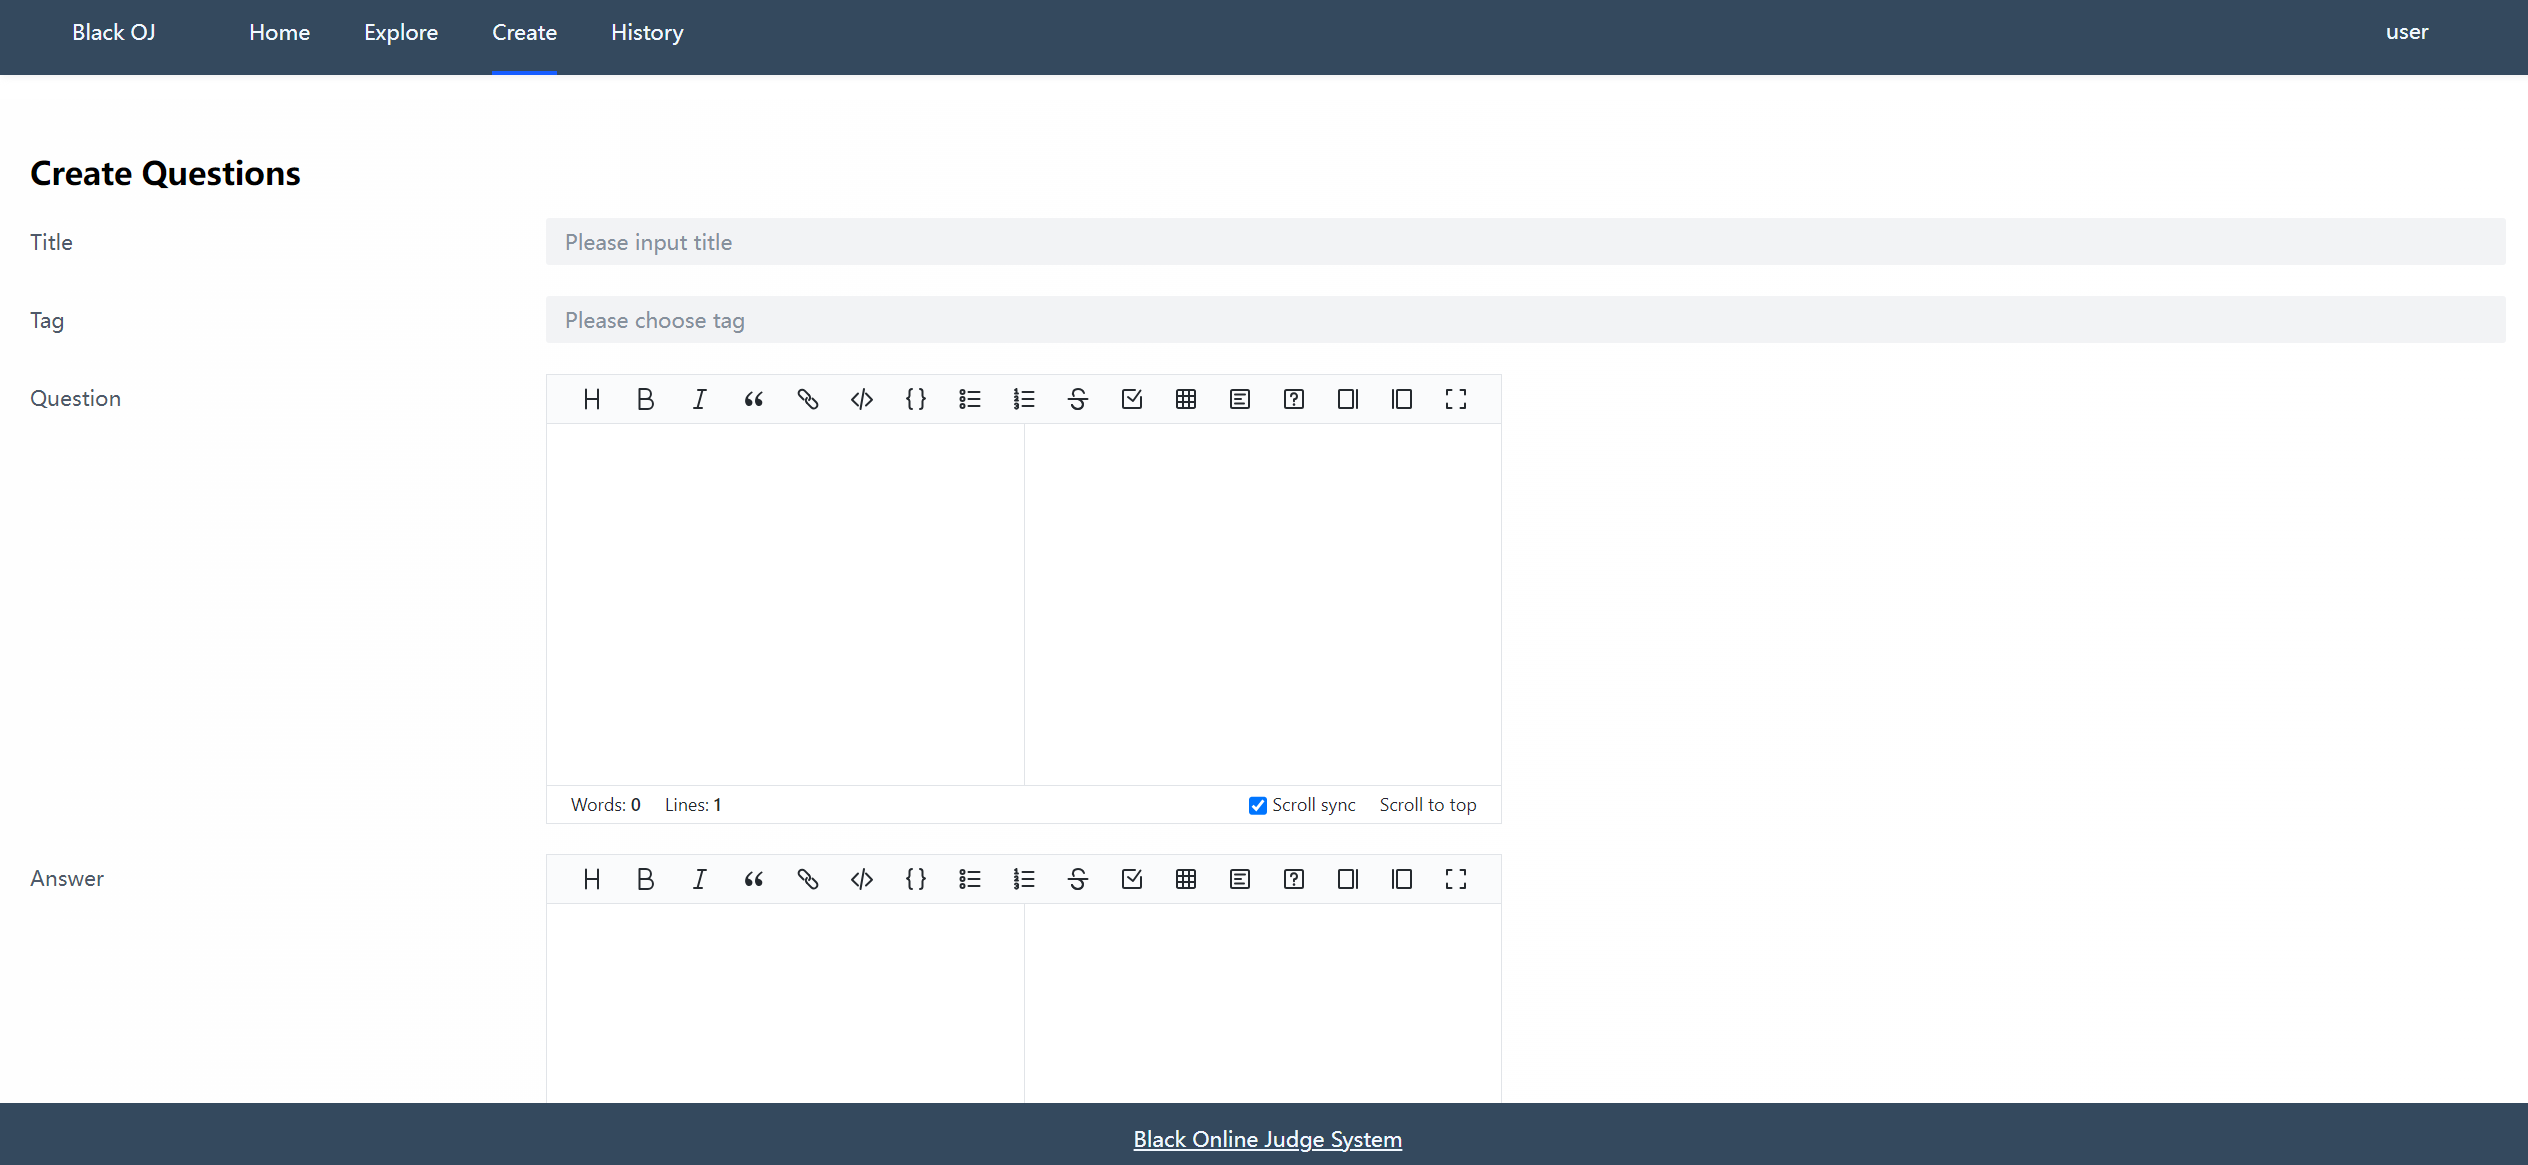 Black OJ Home Explore Create History user
Create Questions
Title Please input title
Tag Please choose tag
Question
Words: 0 Lines: 1 Scroll sync Scroll to top
Answer
Black Online Judge System